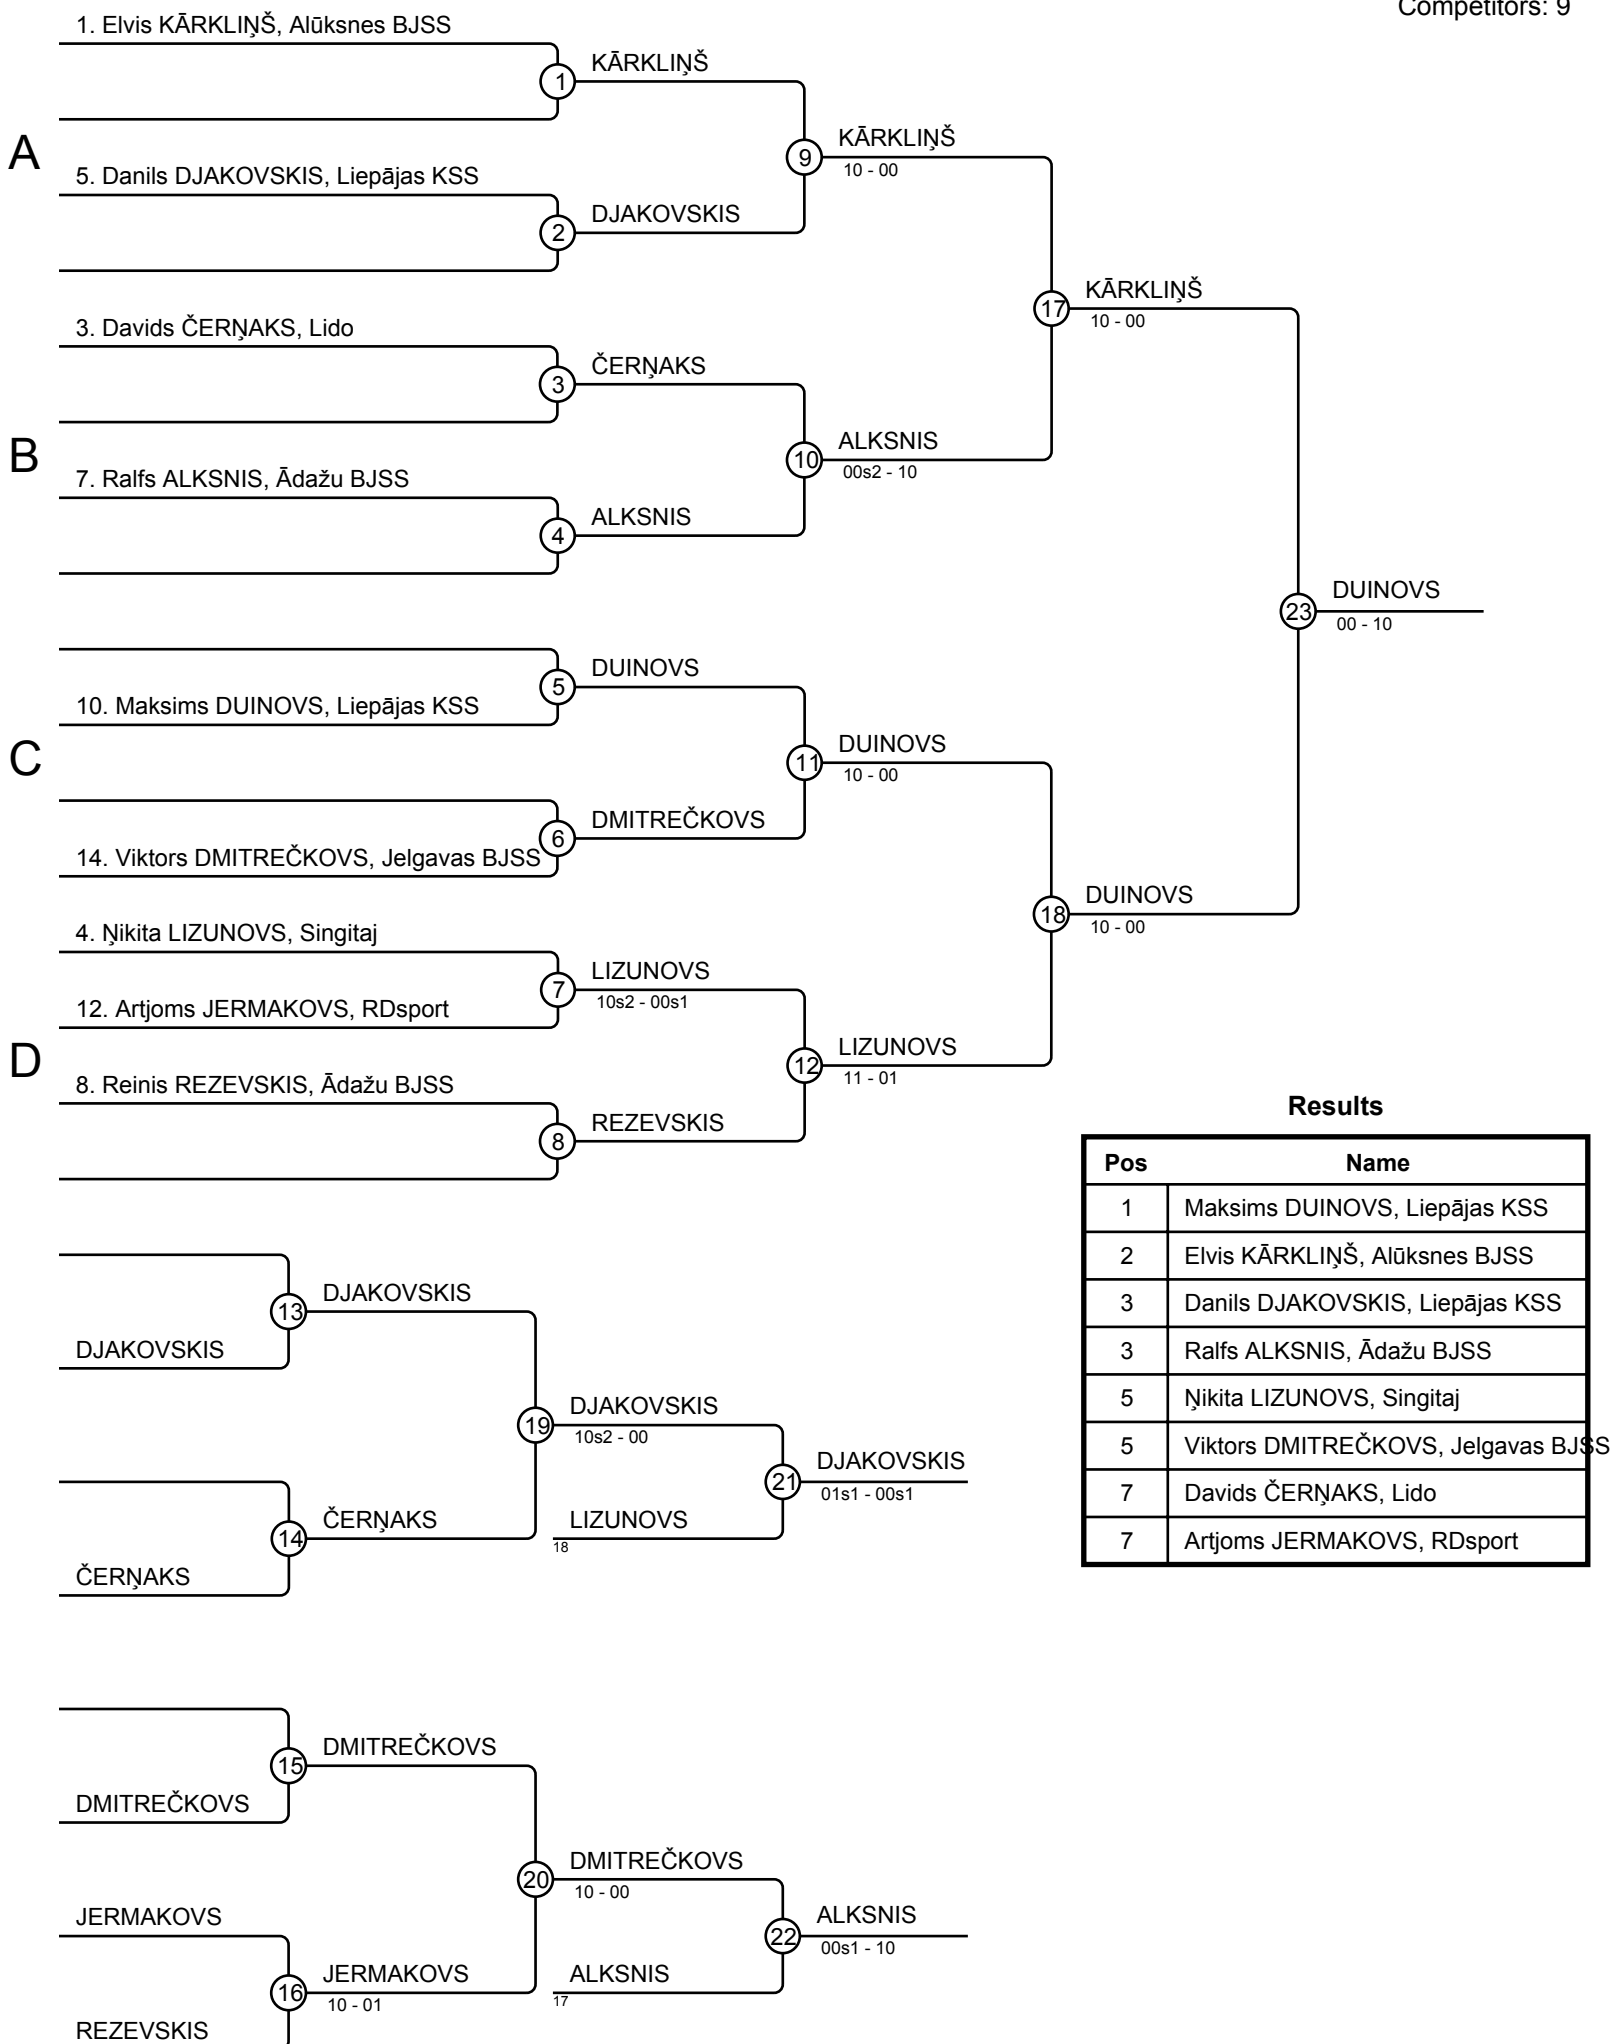 Competitors: 9
1. Elvis KĀRKLIŅŠ, Alūksnes BJSS
1
KĀRKLIŅŠ
A
5. Danils DJAKOVSKIS, Liepājas KSS
2
DJAKOVSKIS
9
KĀRKLIŅŠ
10 - 00
3. Davids ČERŅAKS, Lido
3
ČERŅAKS
B
7. Ralfs ALKSNIS, Ādažu BJSS
4
ALKSNIS
10
ALKSNIS
00s2 - 10
17
KĀRKLIŅŠ
10 - 00
5
DUINOVS
10. Maksims DUINOVS, Liepājas KSS
C
6
DMITREČKOVS
14. Viktors DMITREČKOVS, Jelgavas BJSS
11
DUINOVS
10 - 00
4. Ņikita LIZUNOVS, Singitaj
7
LIZUNOVS
10s2 - 00s1
12. Artjoms JERMAKOVS, RDsport
D
8. Reinis REZEVSKIS, Ādažu BJSS
8
REZEVSKIS
12
LIZUNOVS
11 - 01
18
DUINOVS
10 - 00
23
DUINOVS
00 - 10
Results
Pos Name
1 Maksims DUINOVS, Liepājas KSS
2 Elvis KĀRKLIŅŠ, Alūksnes BJSS
3 Danils DJAKOVSKIS, Liepājas KSS
3 Ralfs ALKSNIS, Ādažu BJSS
5 Ņikita LIZUNOVS, Singitaj
5 Viktors DMITREČKOVS, Jelgavas BJSS
7 Davids ČERŅAKS, Lido
7 Artjoms JERMAKOVS, RDsport
13
DJAKOVSKIS
DJAKOVSKIS
14
ČERŅAKS
ČERŅAKS
19
DJAKOVSKIS
10s2 - 00
LIZUNOVS
18
21
DJAKOVSKIS
01s1 - 00s1
15
DMITREČKOVS
DMITREČKOVS
JERMAKOVS
16
JERMAKOVS
10 - 01
REZEVSKIS
20
DMITREČKOVS
10 - 00
ALKSNIS
17
22
ALKSNIS
00s1 - 10